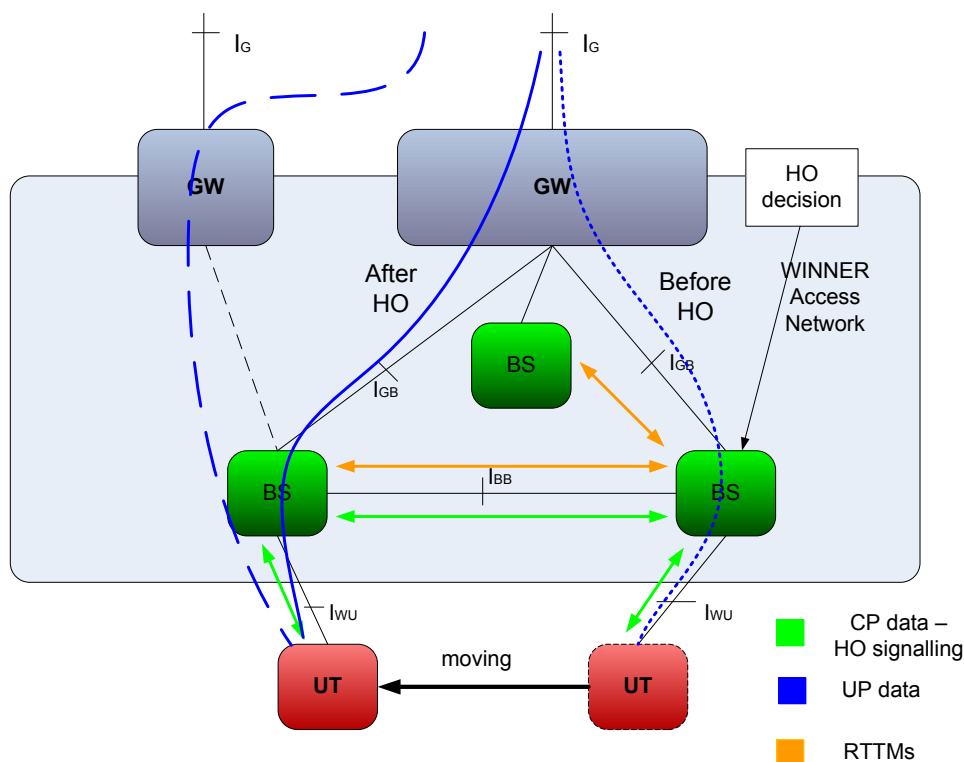 IG
IG
GW
GW
HO
decision
After
HO
Before
HO
WINNER
Access
Network
BS
IGB
IGB
BS
IBB
BS
IWU
IWU
UT
moving
UT
CP data –
HO signalling
UP data
RTTMs